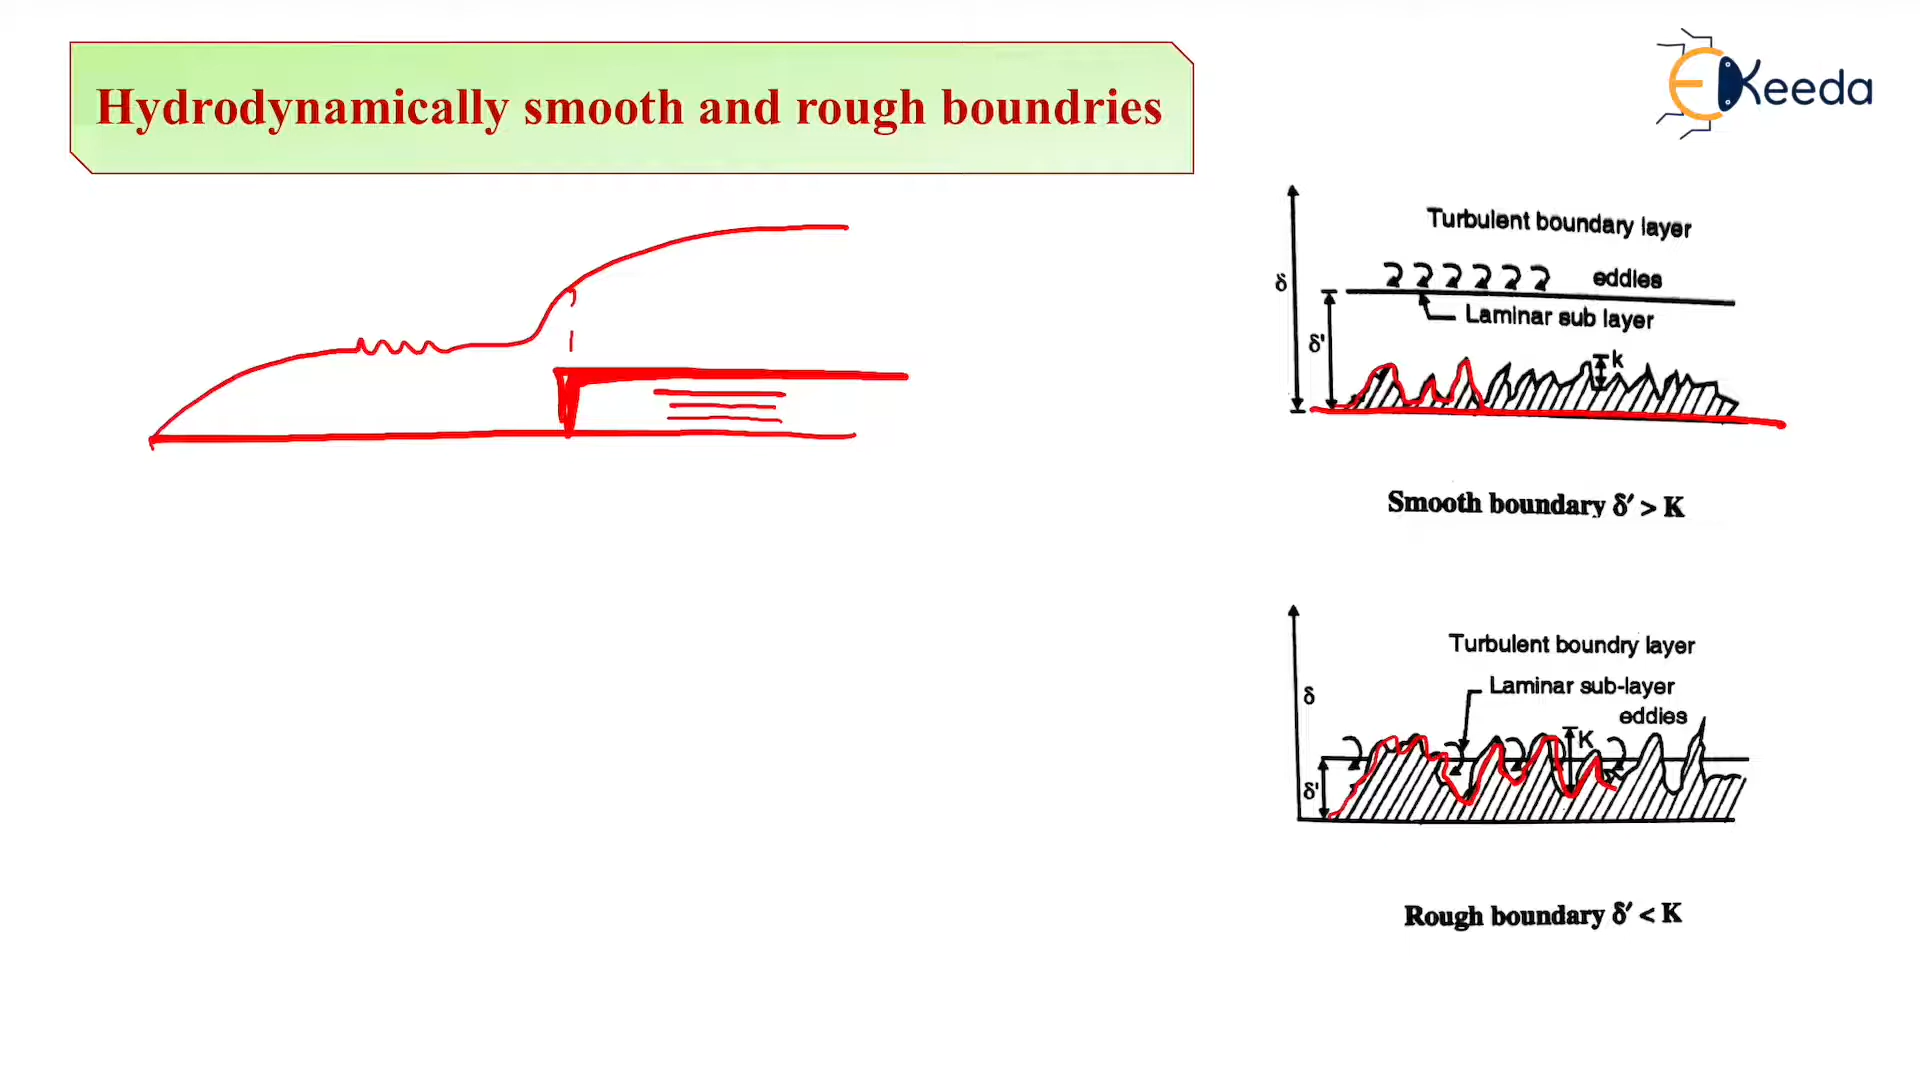 Hydrodynamically smooth and rough boundries
EKeeda
Turbulent boundary layer
δ
eddies
Laminar sub layer
δ'
k
Smooth boundary δ′ > K
Turbulent boundry layer
δ
Laminar sub-layer
eddies
K
δ'
Rough boundary δ′ < K